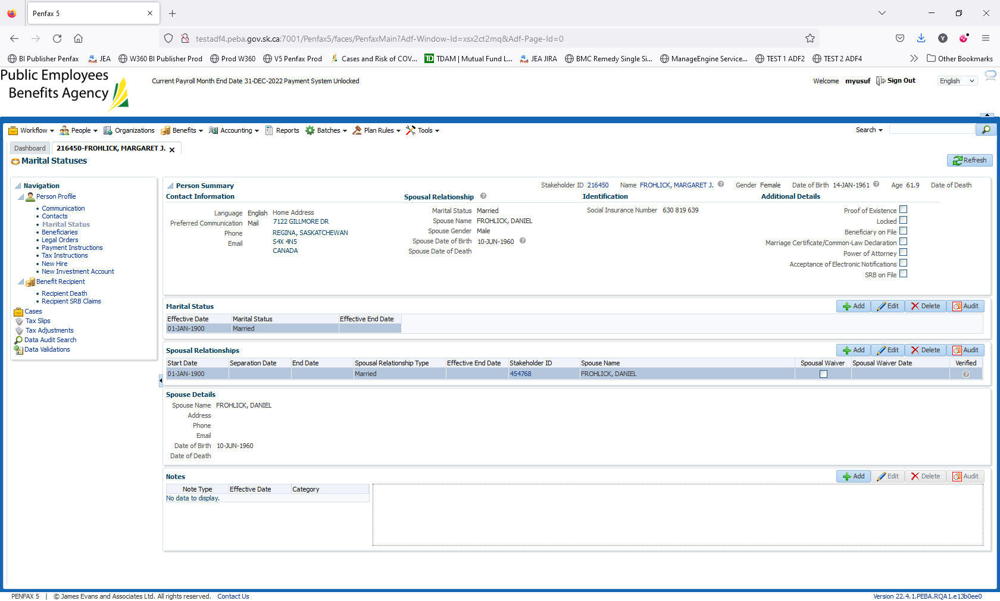 Penfax 5
testadf4.peba.gov.sk.ca:7001/Penfax5/faces/PenfaxMain?Adf-Window-Id=xsx2ct2mq&Adf-Page-Id=0
BI Publisher Penfax JEA W360 BI Publisher Prod Prod W360 V5 Penfax Prod Cases and Risk of COV... TDAM | Mutual Fund L... JEA JIRA BMC Remedy Single Si... ManageEngine Service... TEST 1 ADF2 TEST 2 ADF4 Other Bookmarks
Public Employees
Benefits Agency
Current Payroll Month End Date 31-DEC-2022 Payment System Unlocked
Welcome myusuf Sign Out English
Workflow People Organizations Benefits Accounting Reports Batches Plan Rules Tools Search
Dashboard 216450-FROHLICK, MARGARET J.
Marital Statuses
Refresh
Navigation
Person Profile
Communication
Contacts
Marital Status
Beneficiaries
Legal Orders
Payment Instructions
Tax Instructions
New Hire
New Investment Account
Benefit Recipient
Recipient Death
Recipient SRB Claims
Cases
Tax Slips
Tax Adjustments
Data Audit Search
Data Validations
Person Summary Stakeholder ID 216450 Name FROHLICK, MARGARET J. Gender Female Date of Birth 14-JAN-1961 Age 61.9 Date of Death
Contact Information
Language English
Preferred Communication Mail
Phone
Email
Home Address
7122 GILLMORE DR
REGINA, SASKATCHEWAN
S4X 4N5
CANADA
Spousal Relationship
Marital Status Married
Spouse Name FROHLICK, DANIEL
Spouse Gender Male
Spouse Date of Birth 10-JUN-1960
Spouse Date of Death
Identification
Social Insurance Number 630 819 639
Additional Details
Proof of Existence
Locked
Beneficiary on File
Marriage Certificate/Common-Law Declaration
Power of Attorney
Acceptance of Electronic Notifications
SRB on File
Marital Status Add Edit Delete Audit
Effective Date Marital Status Effective End Date
01-JAN-1900 Married
Spousal Relationships Add Edit Delete Audit
Start Date Separation Date End Date Spousal Relationship Type Effective End Date Stakeholder ID Spouse Name Spousal Waiver Spousal Waiver Date Verified
01-JAN-1900 Married 454768 FROHLICK, DANIEL
Spouse Details
Spouse Name FROHLICK, DANIEL
Address
Phone
Email
Date of Birth 10-JUN-1960
Date of Death
Notes Add Edit Delete Audit
Note Type Effective Date Category
No data to display.
PENFAX 5 | © James Evans and Associates Ltd. All rights reserved. Contact Us Version 22.4.1.PEBA.RQA1.e13b0ee0